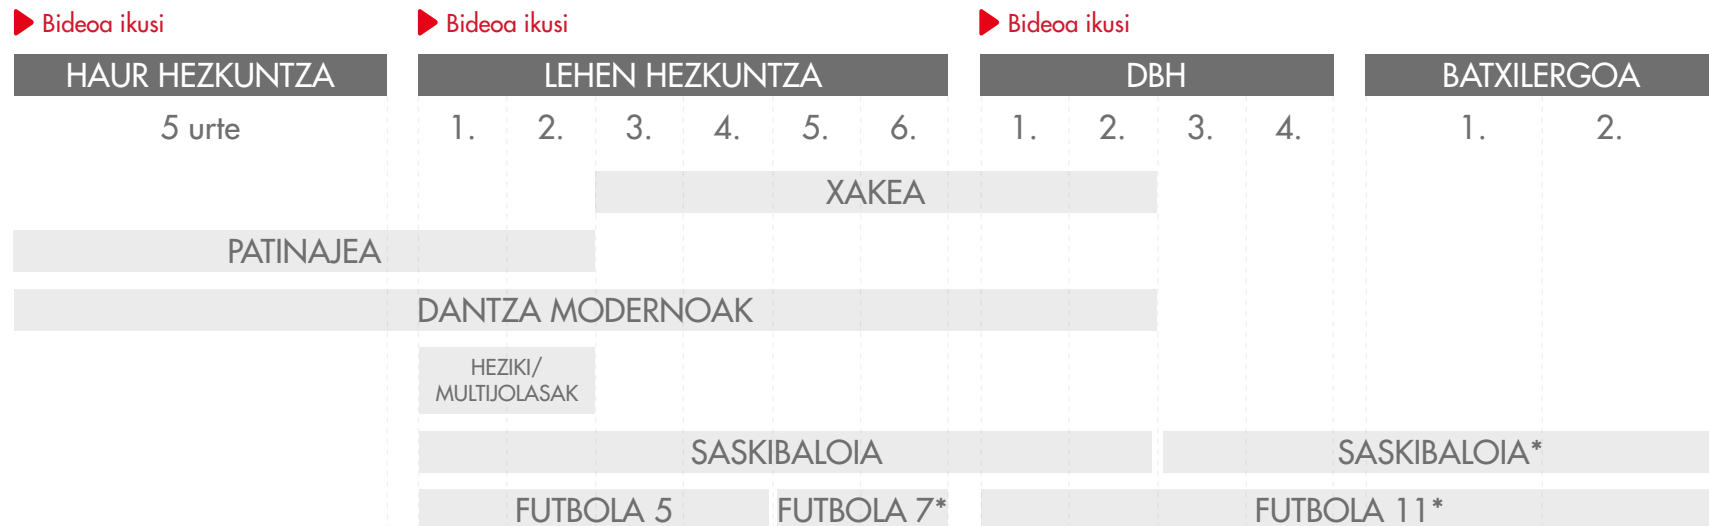 Bideoa ikusi Bideoa ikusi Bideoa ikusi
HAUR HEZKUNTZA LEHEN HEZKUNTZA DBH BATXILERGOA
5 urte 1. 2. 3. 4. 5. 6. 1. 2. 3. 4. 1. 2.
XAKEA
PATINAJEA
DANTZA MODERNOAK
HEZIKI/
MULTIJOLASAK
SASKIBALOIA SASKIBALOIA*
FUTBOLA 5 FUTBOLA 7* FUTBOLA 11*